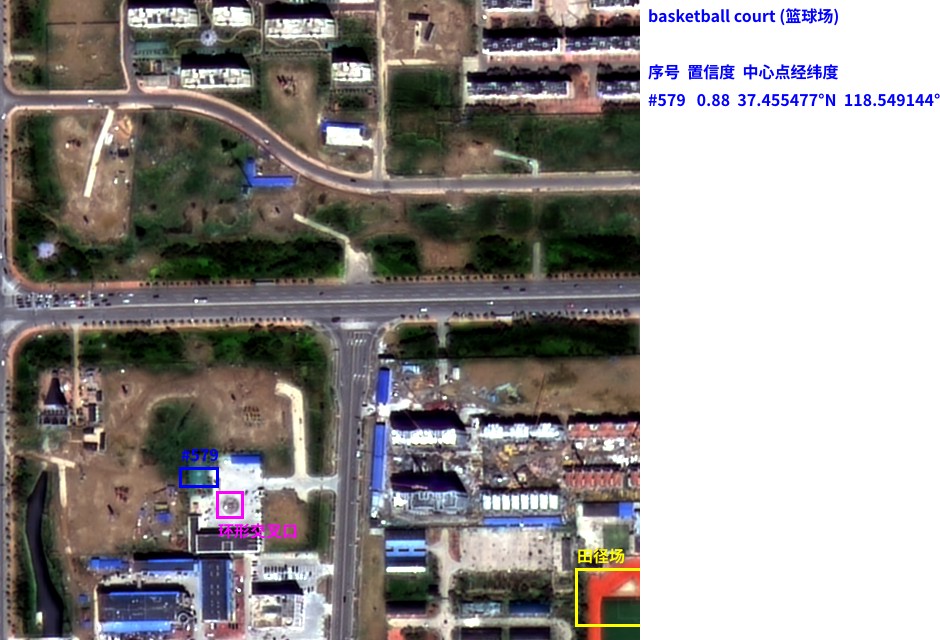 basketball court (篮球场)
序号 置信度 中心点经纬度
#579 0.88 37.455477°N 118.549144°
#579
环形交叉口
田径场